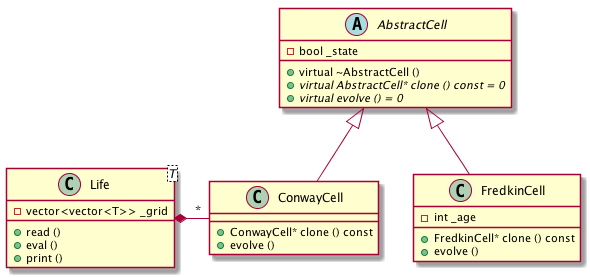 A AbstractCell
bool _state
virtual ~AbstractCell ()
virtual AbstractCell* clone () const = 0
virtual evolve () = 0
C Life T
vector<vector<T>> _grid
read ()
eval ()
print ()
*
C ConwayCell
ConwayCell* clone () const
evolve ()
C FredkinCell
int _age
FredkinCell* clone () const
evolve ()